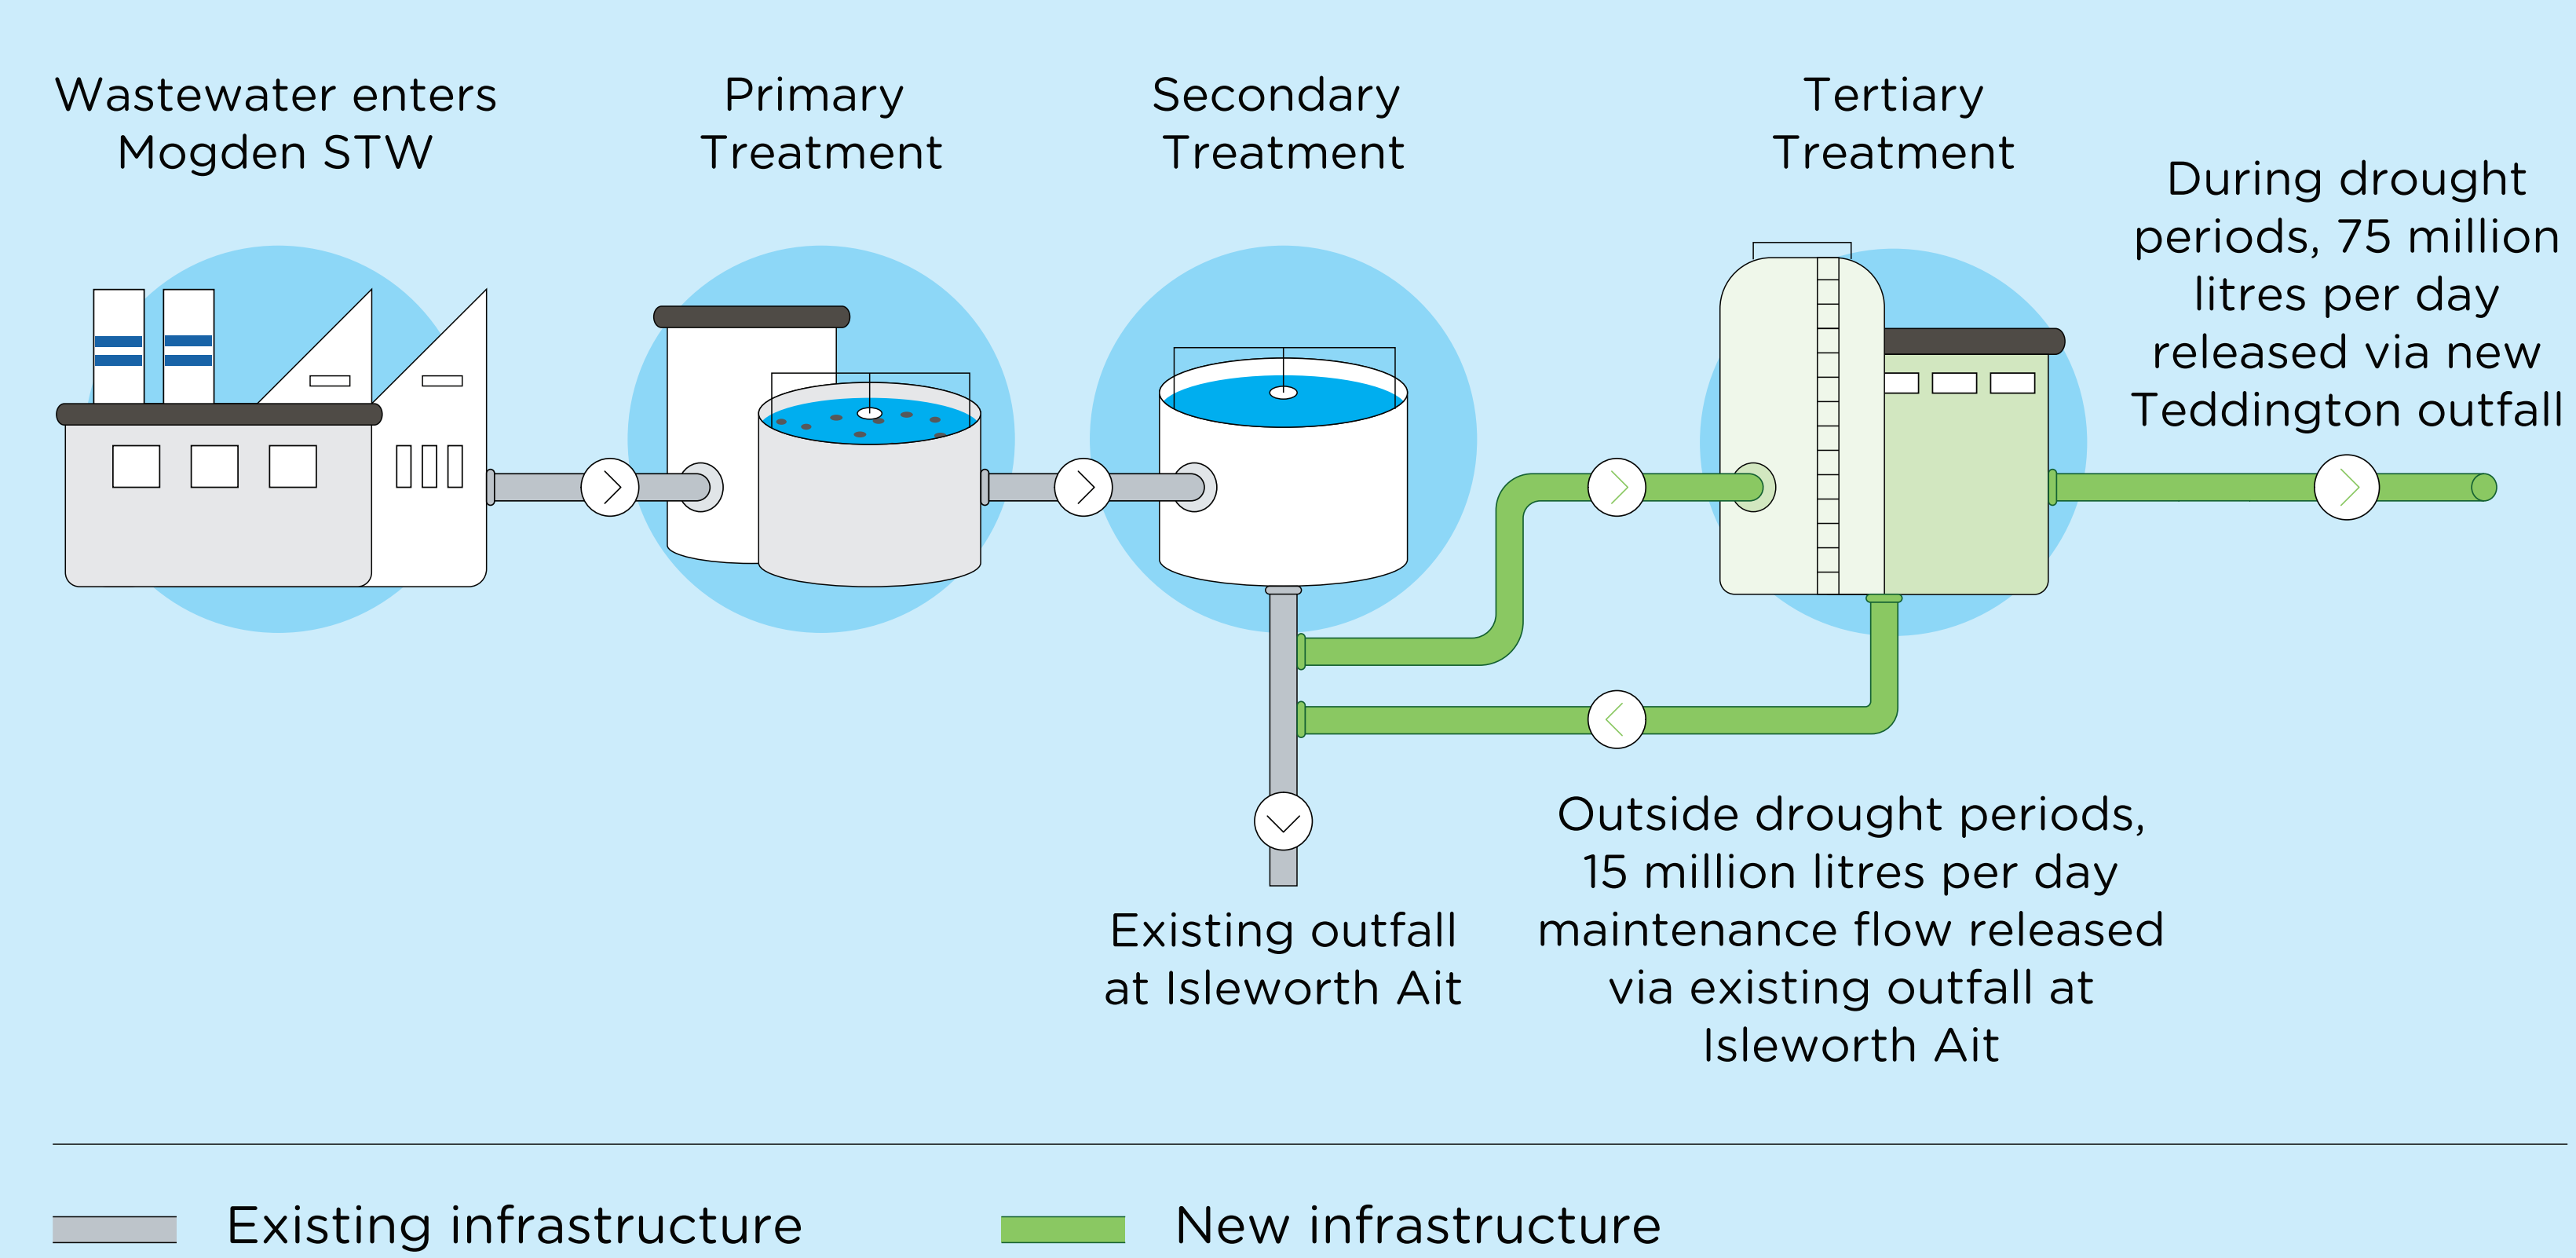 Wastewater enters
Mogden STW
Primary
Treatment
Secondary
Treatment
Tertiary
Treatment
During drought
periods, 75 million
litres per day
released via new
Teddington outfall
Existing outfall
at Isleworth Ait
Outside drought periods,
15 million litres per day
maintenance flow released
via existing outfall at
Isleworth Ait
Existing infrastructure
New infrastructure